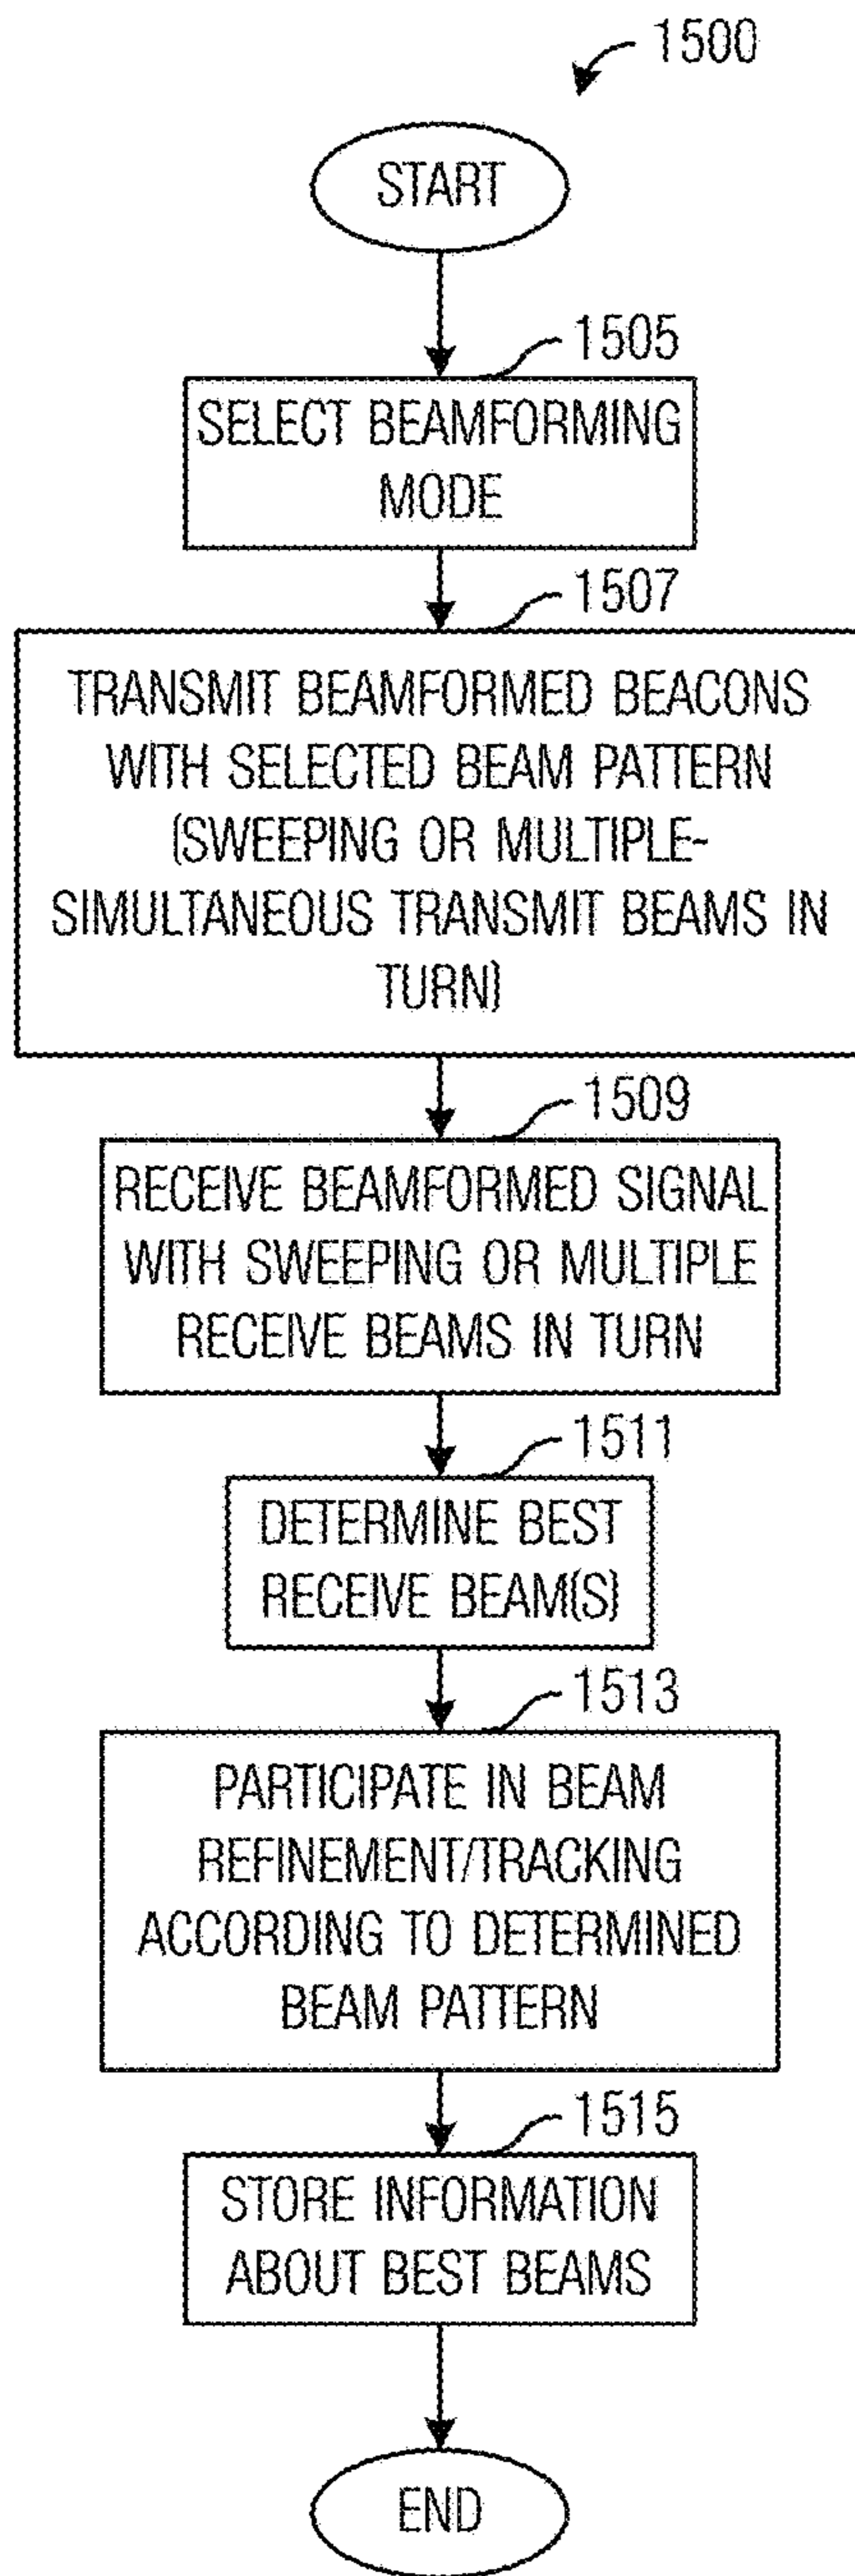 1500
START
1505
SELECT BEAMFORMING
MODE
1507
TRANSMIT BEAMFORMED BEACONS
WITH SELECTED BEAM PATTERN
(SWEEPING OR MULTIPLE-
SIMULTANEOUS TRANSMIT BEAMS IN
TURN)
1509
RECEIVE BEAMFORMED SIGNAL
WITH SWEEPING OR MULTIPLE
RECEIVE BEAMS IN TURN
1511
DETERMINE BEST
RECEIVE BEAM(S)
1513
PARTICIPATE IN BEAM
REFINEMENT/TRACKING
ACCORDING TO DETERMINED
BEAM PATTERN
1515
STORE INFORMATION
ABOUT BEST BEAMS
END